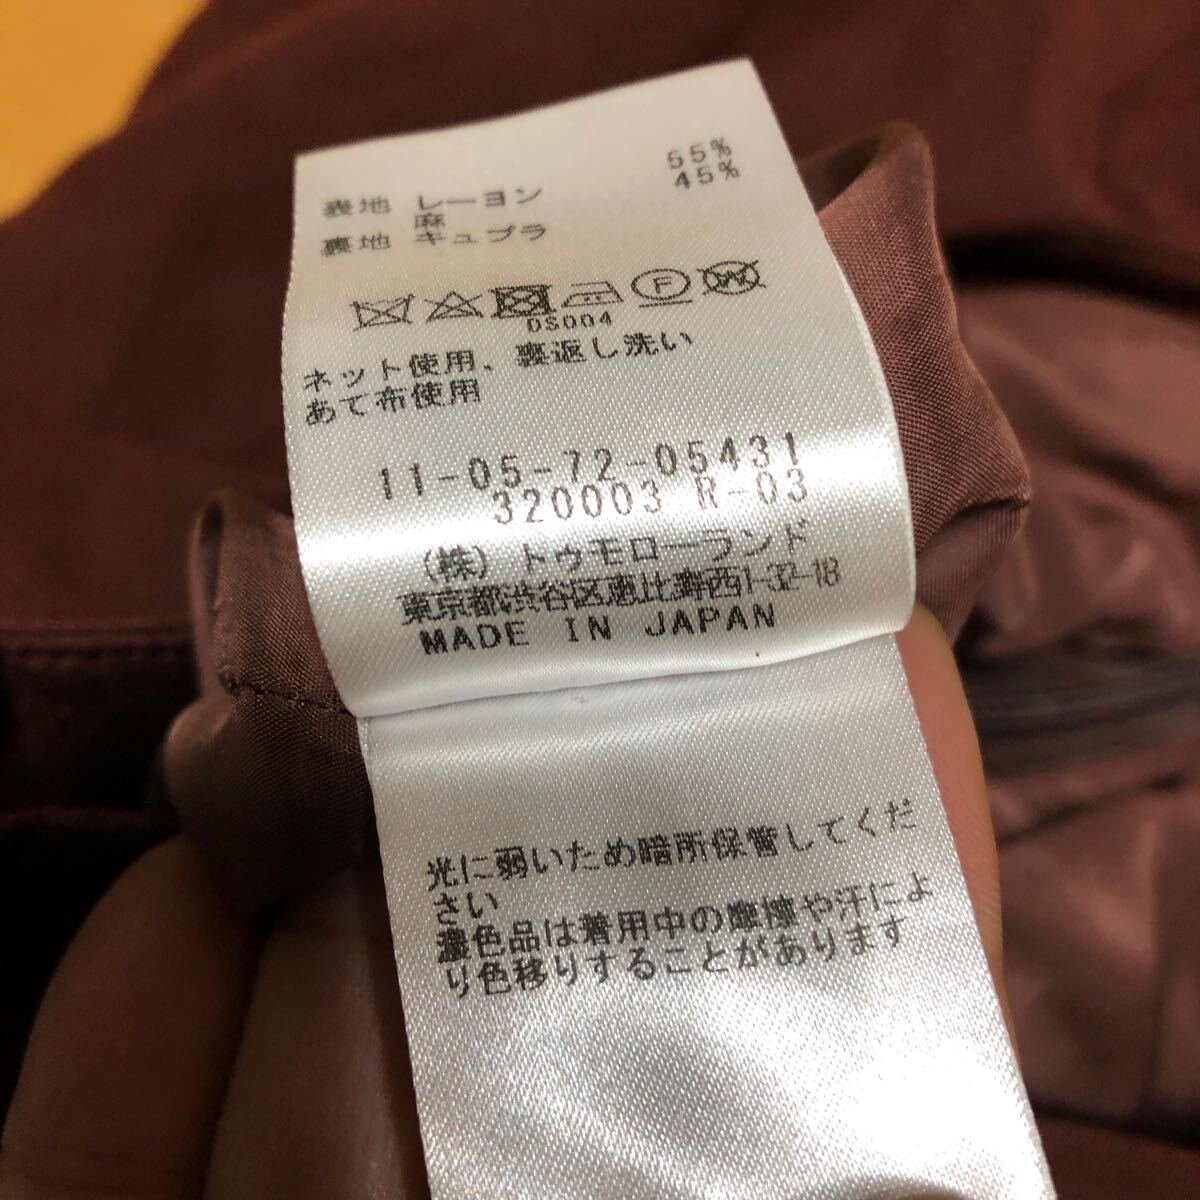 表地 レーヨン 55%
麻 45%
裏地 キュプラ
F W
DS004
ネット使用、裏返し洗い
あて布使用
11-05-72-05431
320003 R-03
(株) トゥモローランド
東京都渋谷区恵比寿西1-32-18
MADE IN JAPAN
光に弱いため暗所保管してくだ
さい
濃色品は着用中の摩擦や汗によ
り色移りすることがあります